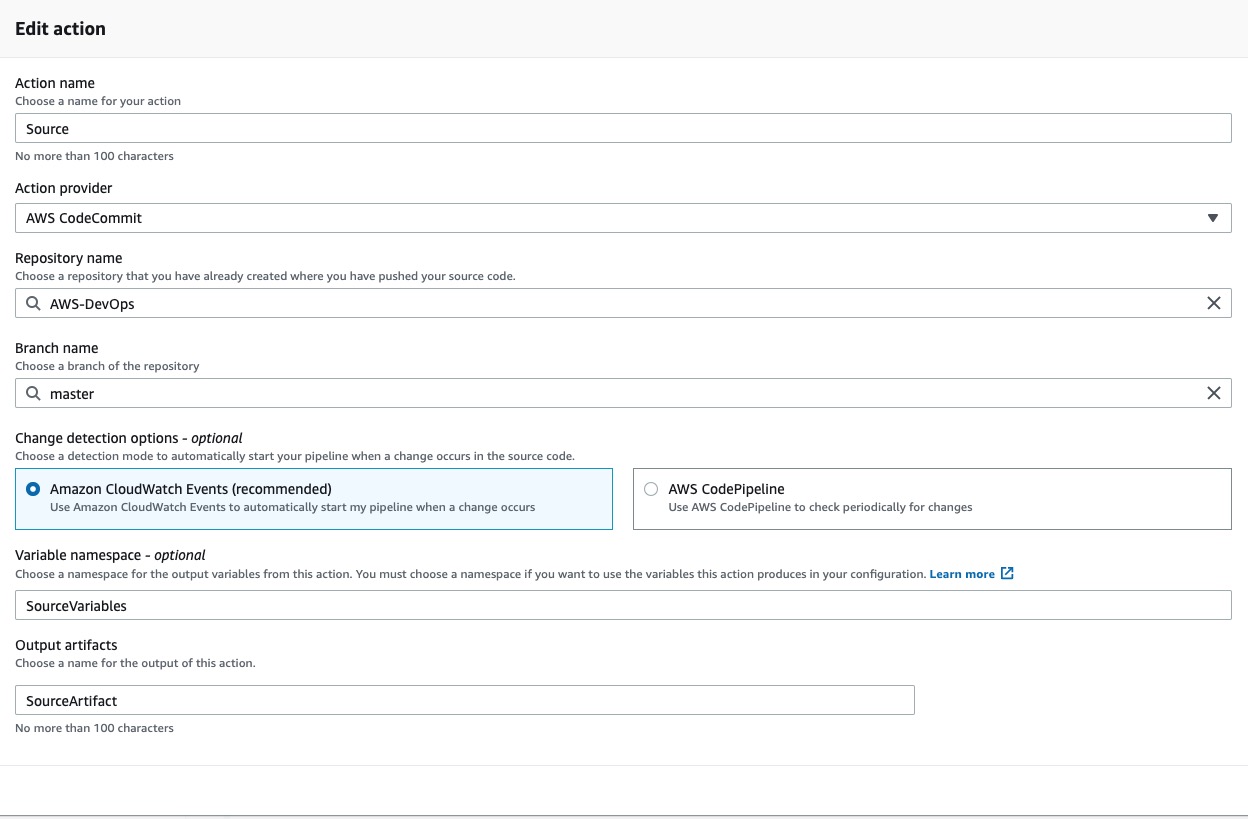 Edit action
Action name
Choose a name for your action
Source
No more than 100 characters
Action provider
AWS CodeCommit
Repository name
Choose a repository that you have already created where you have pushed your source code.
AWS-DevOps
Branch name
Choose a branch of the repository
master
Change detection options - optional
Choose a detection mode to automatically start your pipeline when a change occurs in the source code.
Amazon CloudWatch Events (recommended)
Use Amazon CloudWatch Events to automatically start my pipeline when a change occurs
AWS CodePipeline
Use AWS CodePipeline to check periodically for changes
Variable namespace - optional
Choose a namespace for the output variables from this action. You must choose a namespace if you want to use the variables this action produces in your configuration. Learn more
SourceVariables
Output artifacts
Choose a name for the output of this action.
SourceArtifact
No more than 100 characters